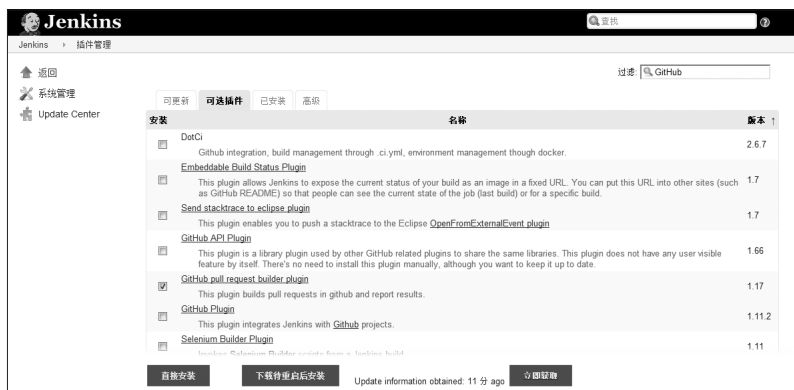 Jenkins
查找
Jenkins 插件管理
返回
系统管理
Update Center
过滤: GitHub
可更新 可选插件 已安装 高级
安装 名称 版本 ↑
DotCi
Github integration, build management through .ci.yml, environment management though docker.
2.6.7
Embeddable Build Status Plugin
This plugin allows Jenkins to expose the current status of your build as an image in a fixed URL. You can put this URL into other sites (such
as GitHub README) so that people can see the current state of the job (last build) or for a specific build.
1.7
Send stacktrace to eclipse plugin
This plugin enables you to push a stacktrace to the Eclipse OpenFromExternalEvent plugin
1.7
GitHub API Plugin
This plugin is a library plugin used by other GitHub related plugins to share the same libraries. This plugin does not have any user visible
feature by itself. There's no need to install this plugin manually, although you want to keep it up to date.
1.66
GitHub pull request builder plugin
This plugin builds pull requests in github and report results.
1.17
GitHub Plugin
This plugin integrates Jenkins with Github projects.
1.11.2
Selenium Builder Plugin
Invokes Selenium Builder scripts from a Jenkins build
1.11
直接安装 下载待重启后安装 Update information obtained: 11 分 ago 立即获取